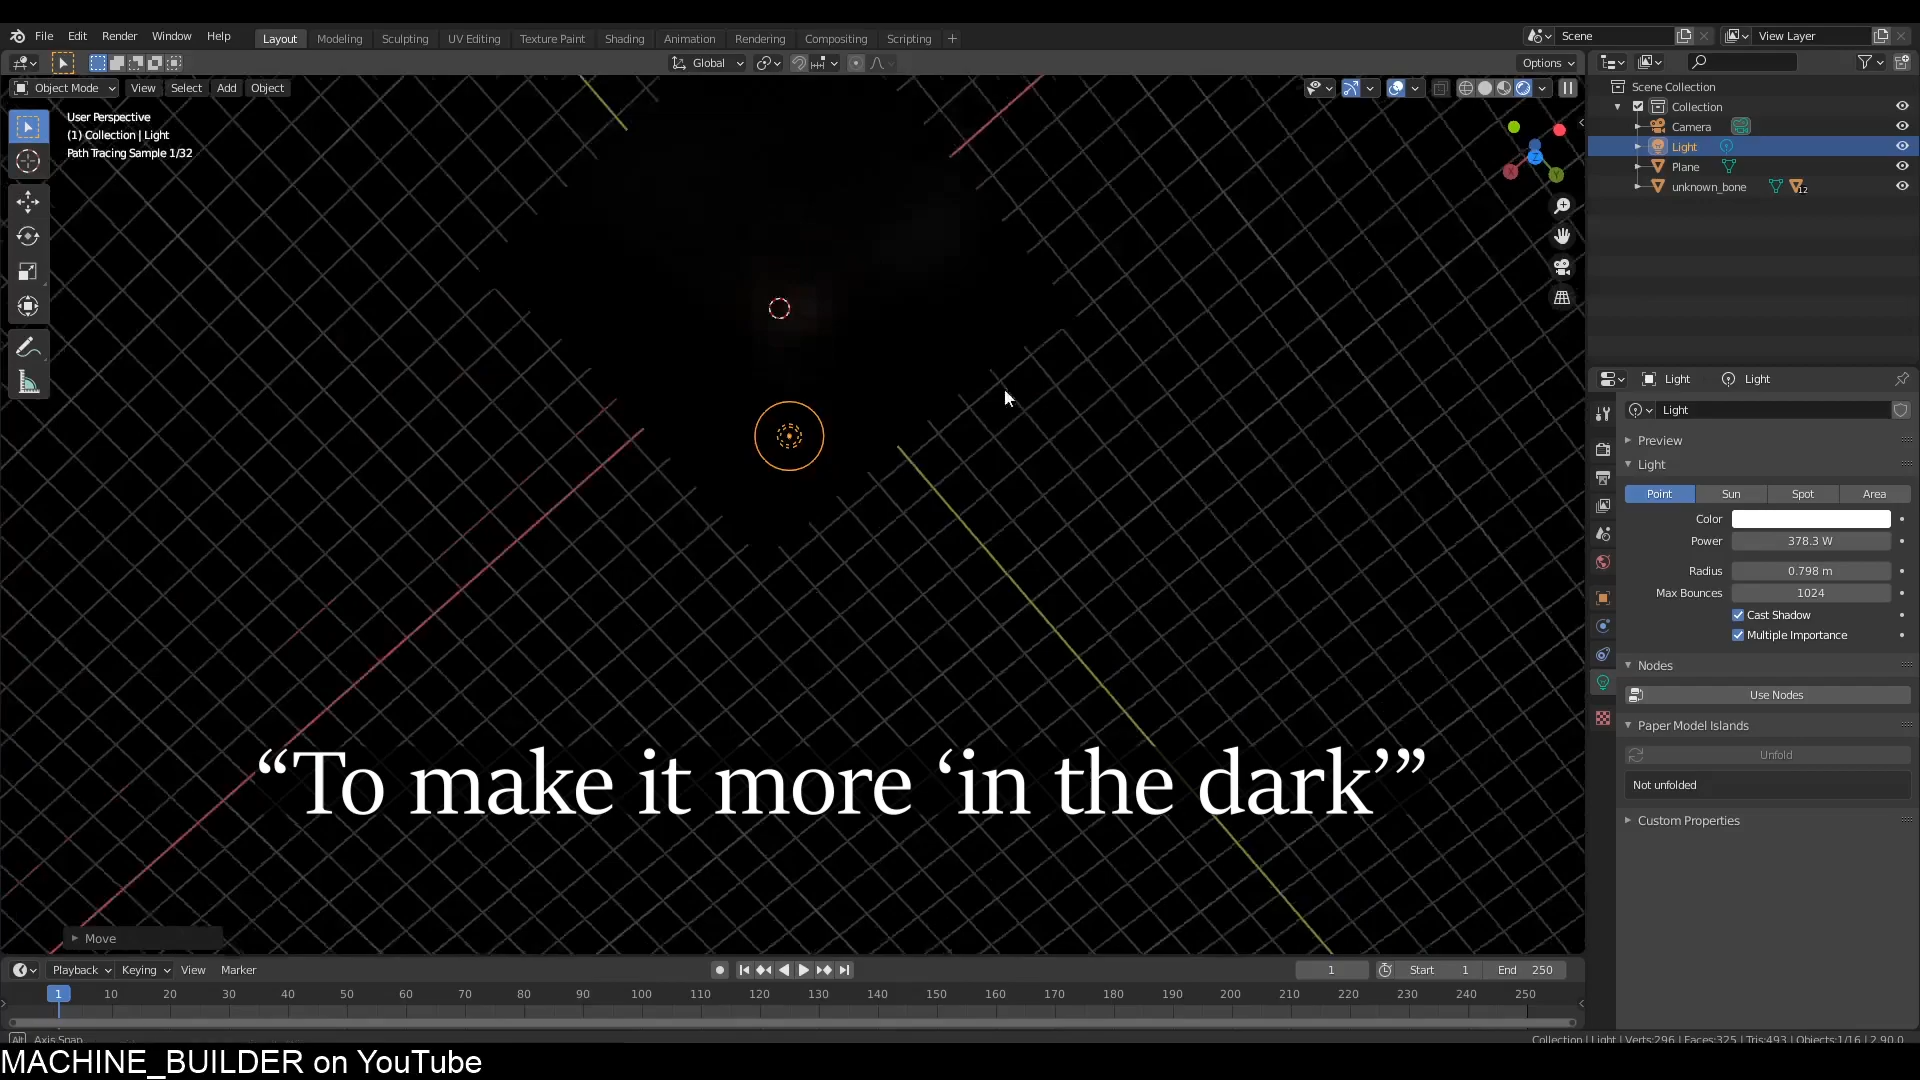 File Edit Render Window Help Layout Modeling Sculpting UV Editing Texture Paint Shading Animation Rendering Compositing Scripting + Scene View Layer
Global Options
Object Mode View Select Add Object
User Perspective
(1) Collection | Light
Path Tracing Sample 1/32
X
Y
Z
Scene Collection
Collection
Camera
Light
Plane
unknown_bone 12
Light Light
Light
Preview
Light
Point Sun Spot Area
Color
Power 378.3 W
Radius 0.798 m
Max Bounces 1024
Cast Shadow
Multiple Importance
Nodes
Use Nodes
Paper Model Islands
Unfold
Not unfolded
Custom Properties
“To make it more ‘in the dark’”
Move
Playback Keying View Marker 1 Start 1 End 250
1 10 20 30 40 50 60 70 80 90 100 110 120 130 140 150 160 170 180 190 200 210 220 230 240 250
Alt Axis Snap Collection | Light | Verts:296 | Faces:325 | Tris:493 | Objects:1/16 | 2.90.0
MACHINE_BUILDER on YouTube